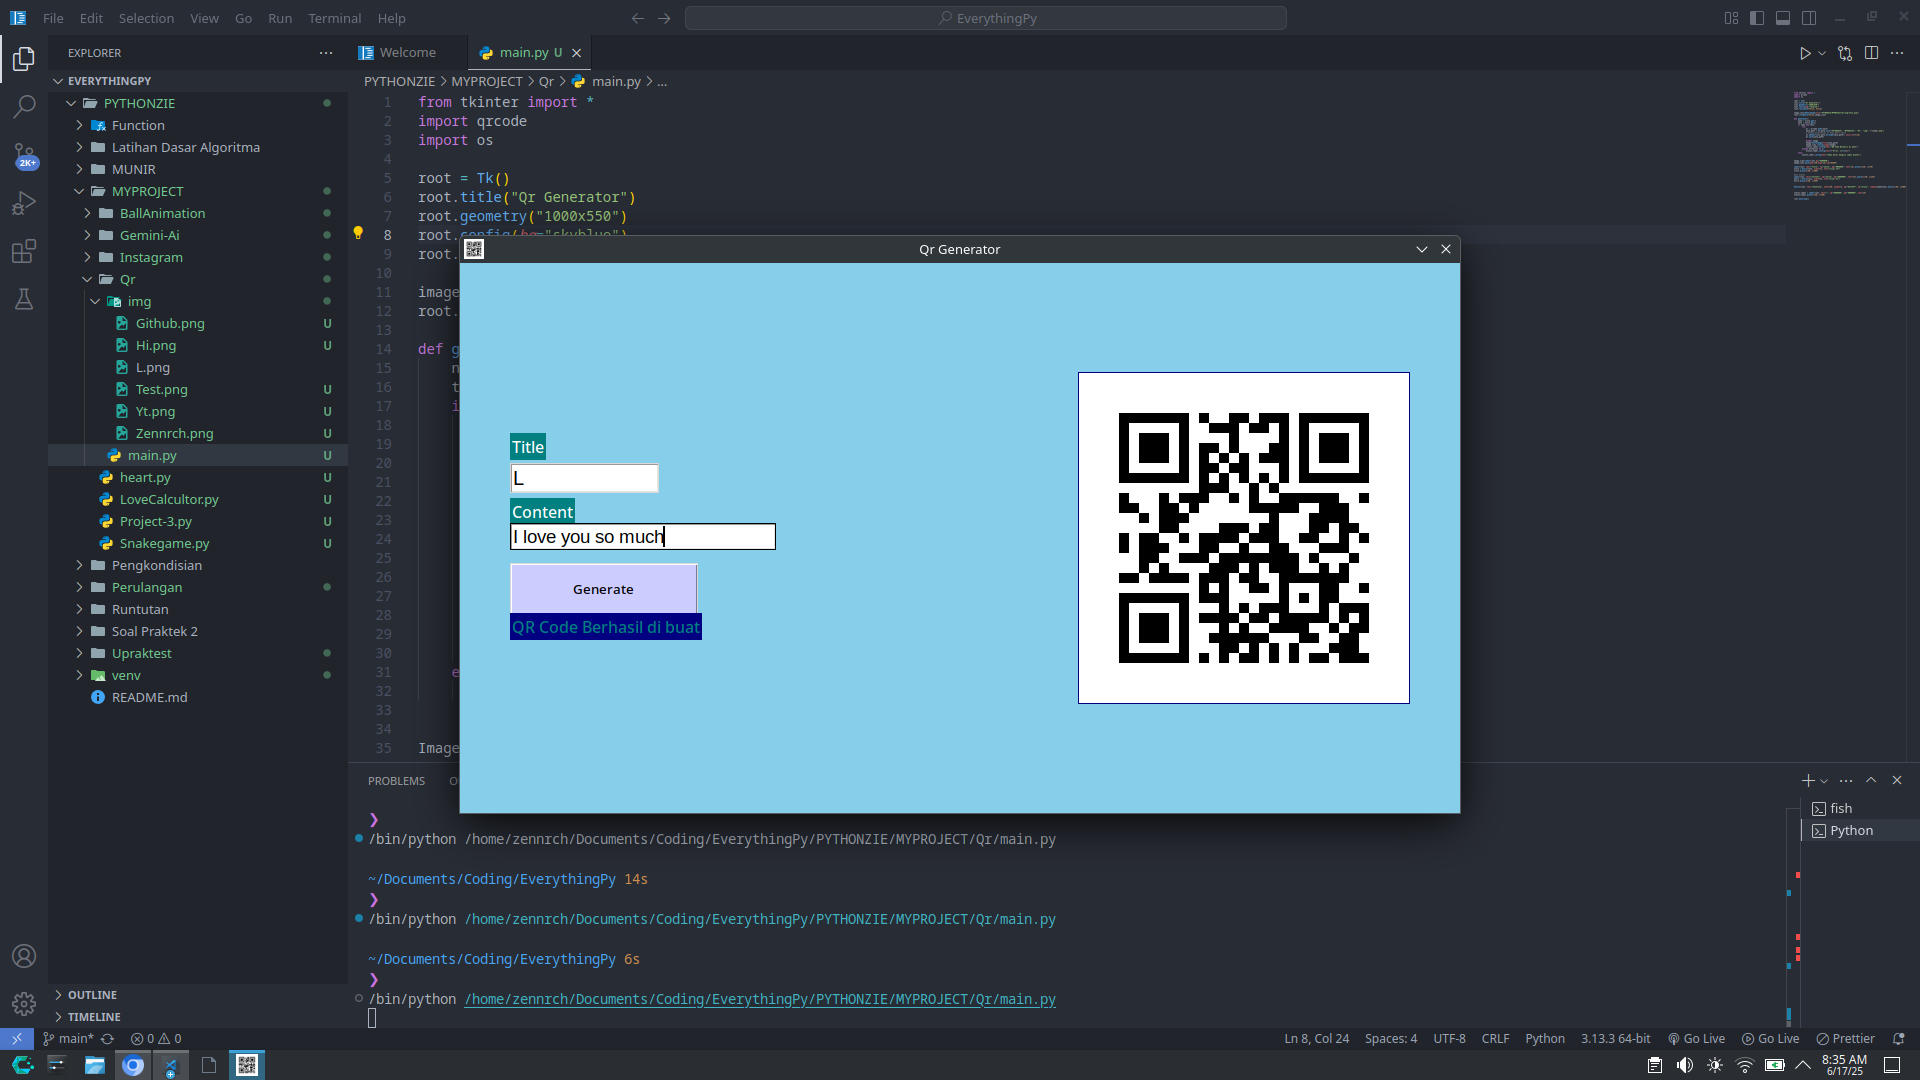 File Edit Selection View Go Run Terminal Help
EverythingPy
EXPLORER
Welcome
main.py U
EVERYTHINGPY
PYTHONZIE
Function
Latihan Dasar Algoritma
MUNIR
MYPROJECT
BallAnimation
Gemini-Ai
Instagram
Qr
img
Github.png U
Hi.png U
L.png
Test.png U
Yt.png U
Zennrch.png U
main.py U
heart.py U
LoveCalcultor.py U
Project-3.py U
Snakegame.py U
Pengkondisian
Perulangan
Runtutan
Soal Praktek 2
Upraktest
venv
README.md
OUTLINE
TIMELINE
2K+
PYTHONZIE > MYPROJECT > Qr > main.py > ...
1 from tkinter import *
2 import qrcode
3 import os
4
5 root = Tk()
6 root.title("Qr Generator")
7 root.geometry("1000x550")
8 root.config(bg="skyblue")
9 root.
10
11 image
12 root.
13
14 def g
15 n
16 t
17 i
18
19
20
21
22
23
24
25
26
27
28
29
30
31 e
32
33
34
35 Image
Qr Generator
Title
L
Content
I love you so much
Generate
QR Code Berhasil di buat
PROBLEMS
❯
/bin/python /home/zennrch/Documents/Coding/EverythingPy/PYTHONZIE/MYPROJECT/Qr/main.py
~/Documents/Coding/EverythingPy 14s
❯
/bin/python /home/zennrch/Documents/Coding/EverythingPy/PYTHONZIE/MYPROJECT/Qr/main.py
~/Documents/Coding/EverythingPy 6s
❯
/bin/python /home/zennrch/Documents/Coding/EverythingPy/PYTHONZIE/MYPROJECT/Qr/main.py
fish
Python
main* 0 0
Ln 8, Col 24 Spaces: 4 UTF-8 CRLF Python 3.13.3 64-bit Go Live Go Live Prettier
8:35 AM
6/17/25